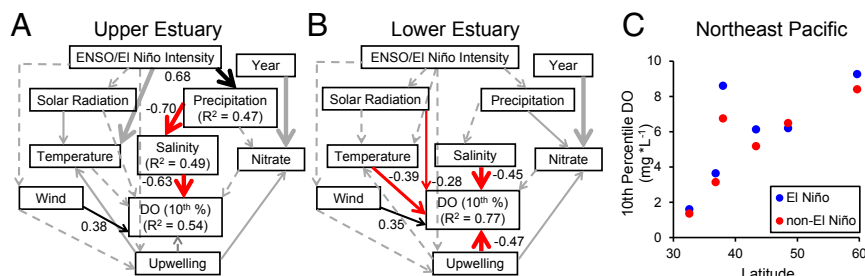 A
Upper Estuary
ENSO/El Niño Intensity
0.68
Year
Solar Radiation
-0.70
Precipitation
(R² = 0.47)
Salinity
(R² = 0.49)
Temperature
Nitrate
-0.63
Wind
DO (10th %)
(R² = 0.54)
0.38
Upwelling
B
Lower Estuary
ENSO/El Niño Intensity
Year
Solar Radiation
Precipitation
Temperature
Salinity
Nitrate
-0.39
-0.28
-0.45
Wind
DO (10th %)
(R² = 0.77)
0.35
-0.47
Upwelling
C
Northeast Pacific
10th Percentile DO
(mg *L-1)
10
8
6
4
2
0
El Niño
non-El Niño
30
40
50
60
Latitude